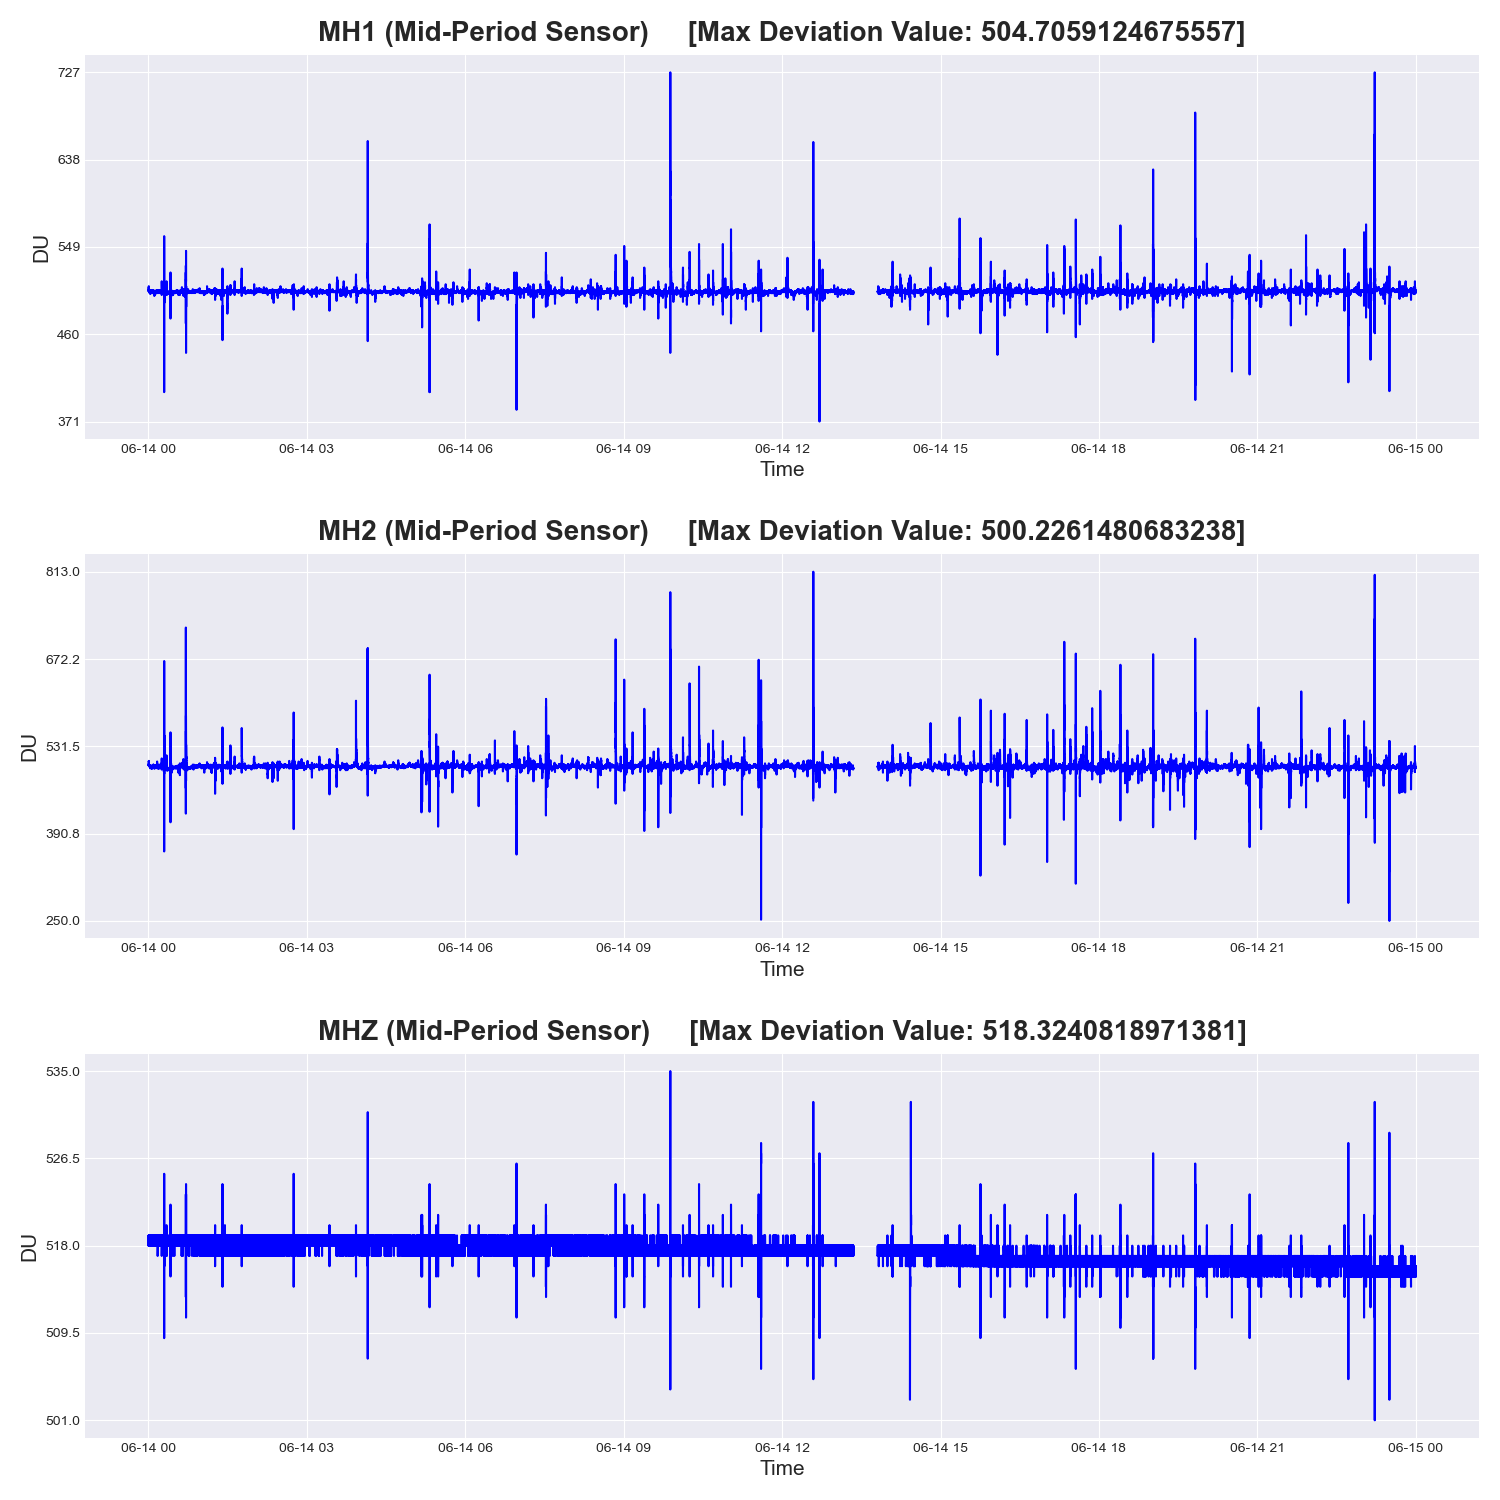 MH1 (Mid-Period Sensor) [Max Deviation Value: 504.7059124675557]
727
638
549
460
371
DU
06-14 00 06-14 03 06-14 06 06-14 09 06-14 12 06-14 15 06-14 18 06-14 21 06-15 00
Time
MH2 (Mid-Period Sensor) [Max Deviation Value: 500.2261480683238]
813.0
672.2
531.5
390.8
250.0
DU
06-14 00 06-14 03 06-14 06 06-14 09 06-14 12 06-14 15 06-14 18 06-14 21 06-15 00
Time
MHZ (Mid-Period Sensor) [Max Deviation Value: 518.3240818971381]
535.0
526.5
518.0
509.5
501.0
DU
06-14 00 06-14 03 06-14 06 06-14 09 06-14 12 06-14 15 06-14 18 06-14 21 06-15 00
Time